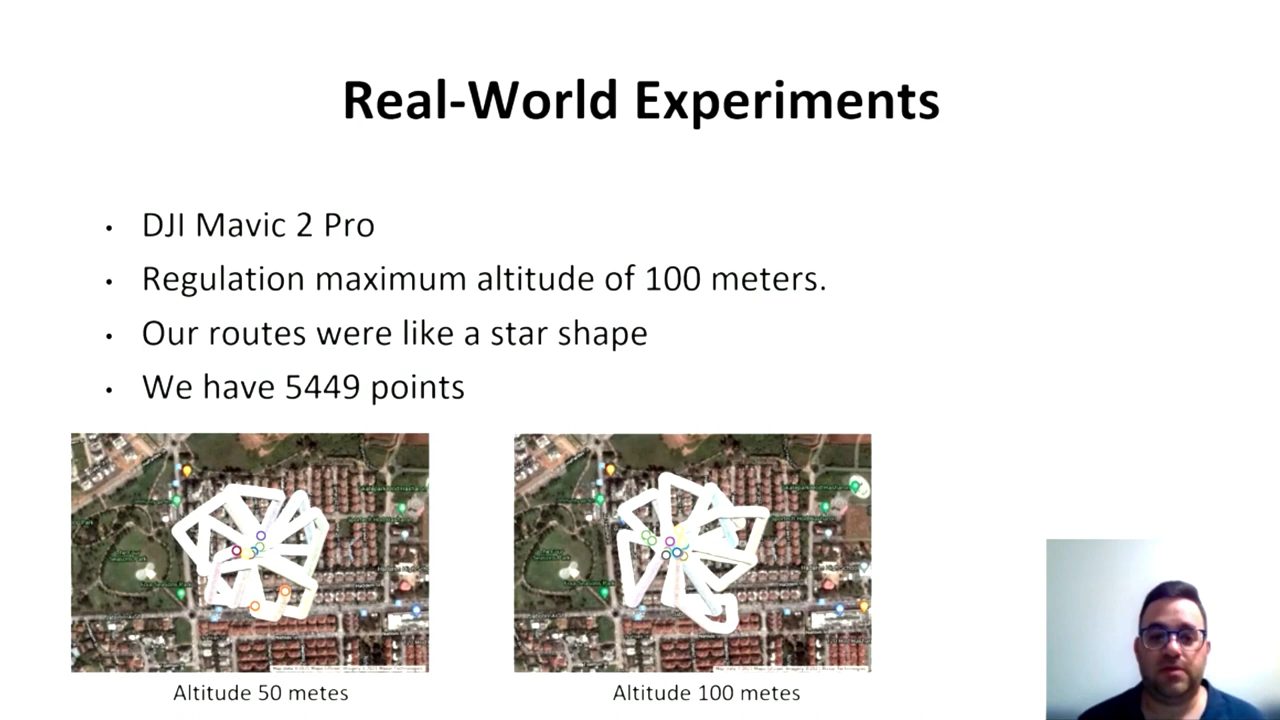 Real-World Experiments
• DJI Mavic 2 Pro
• Regulation maximum altitude of 100 meters.
• Our routes were like a star shape
• We have 5449 points
Altitude 50 metes
Altitude 100 metes